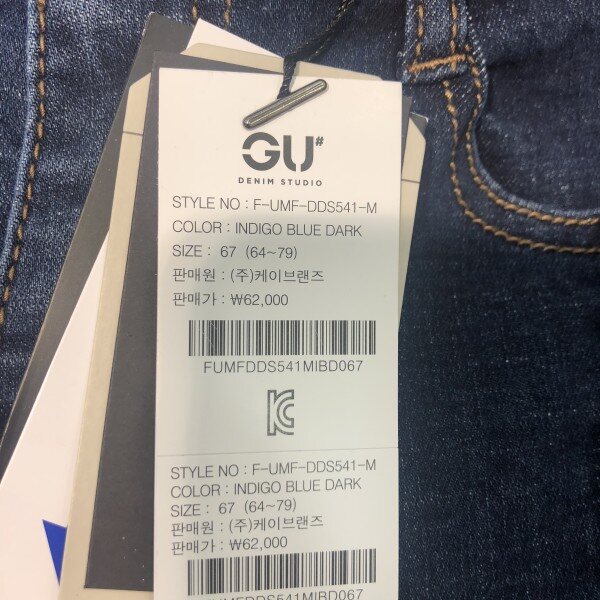 GU#
DENIM STUDIO
STYLE NO : F-UMF-DDS541-M
COLOR : INDIGO BLUE DARK
SIZE : 67 (64~79)
판매원 : (주)케이브랜즈
판매가 : ₩62,000
FUMFDDS541MIBD067
KC
STYLE NO : F-UMF-DDS541-M
COLOR : INDIGO BLUE DARK
SIZE : 67 (64~79)
판매원 : (주)케이브랜즈
판매가 : ₩62,000
FUMFDDS541MIBD067